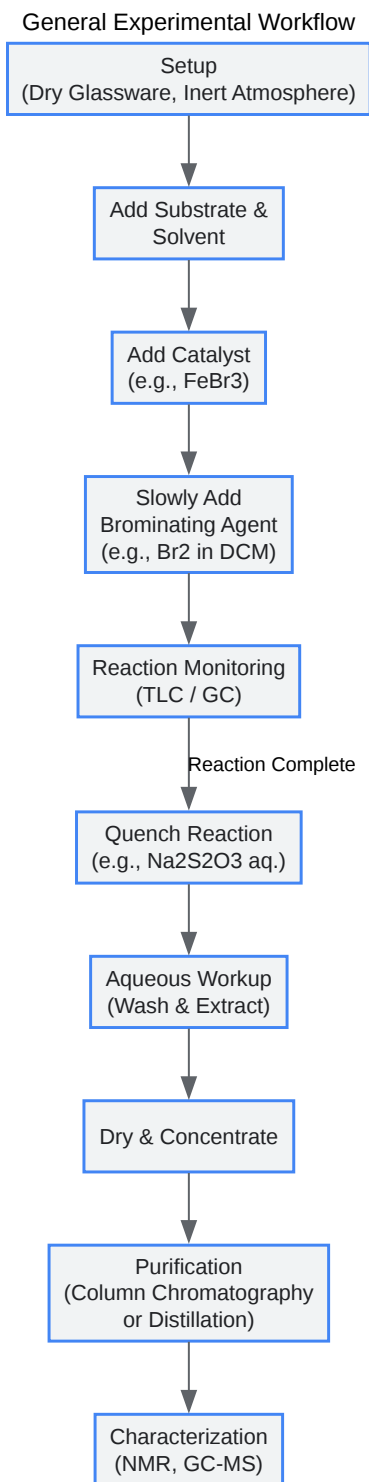 General Experimental Workflow
Setup
(Dry Glassware, Inert Atmosphere)
Add Substrate &
Solvent
Add Catalyst
(e.g., FeBr3)
Slowly Add
Brominating Agent
(e.g., Br2 in DCM)
Reaction Monitoring
(TLC / GC)
Reaction Complete
Quench Reaction
(e.g., Na2S2O3 aq.)
Aqueous Workup
(Wash & Extract)
Dry & Concentrate
Purification
(Column Chromatography
or Distillation)
Characterization
(NMR, GC-MS)